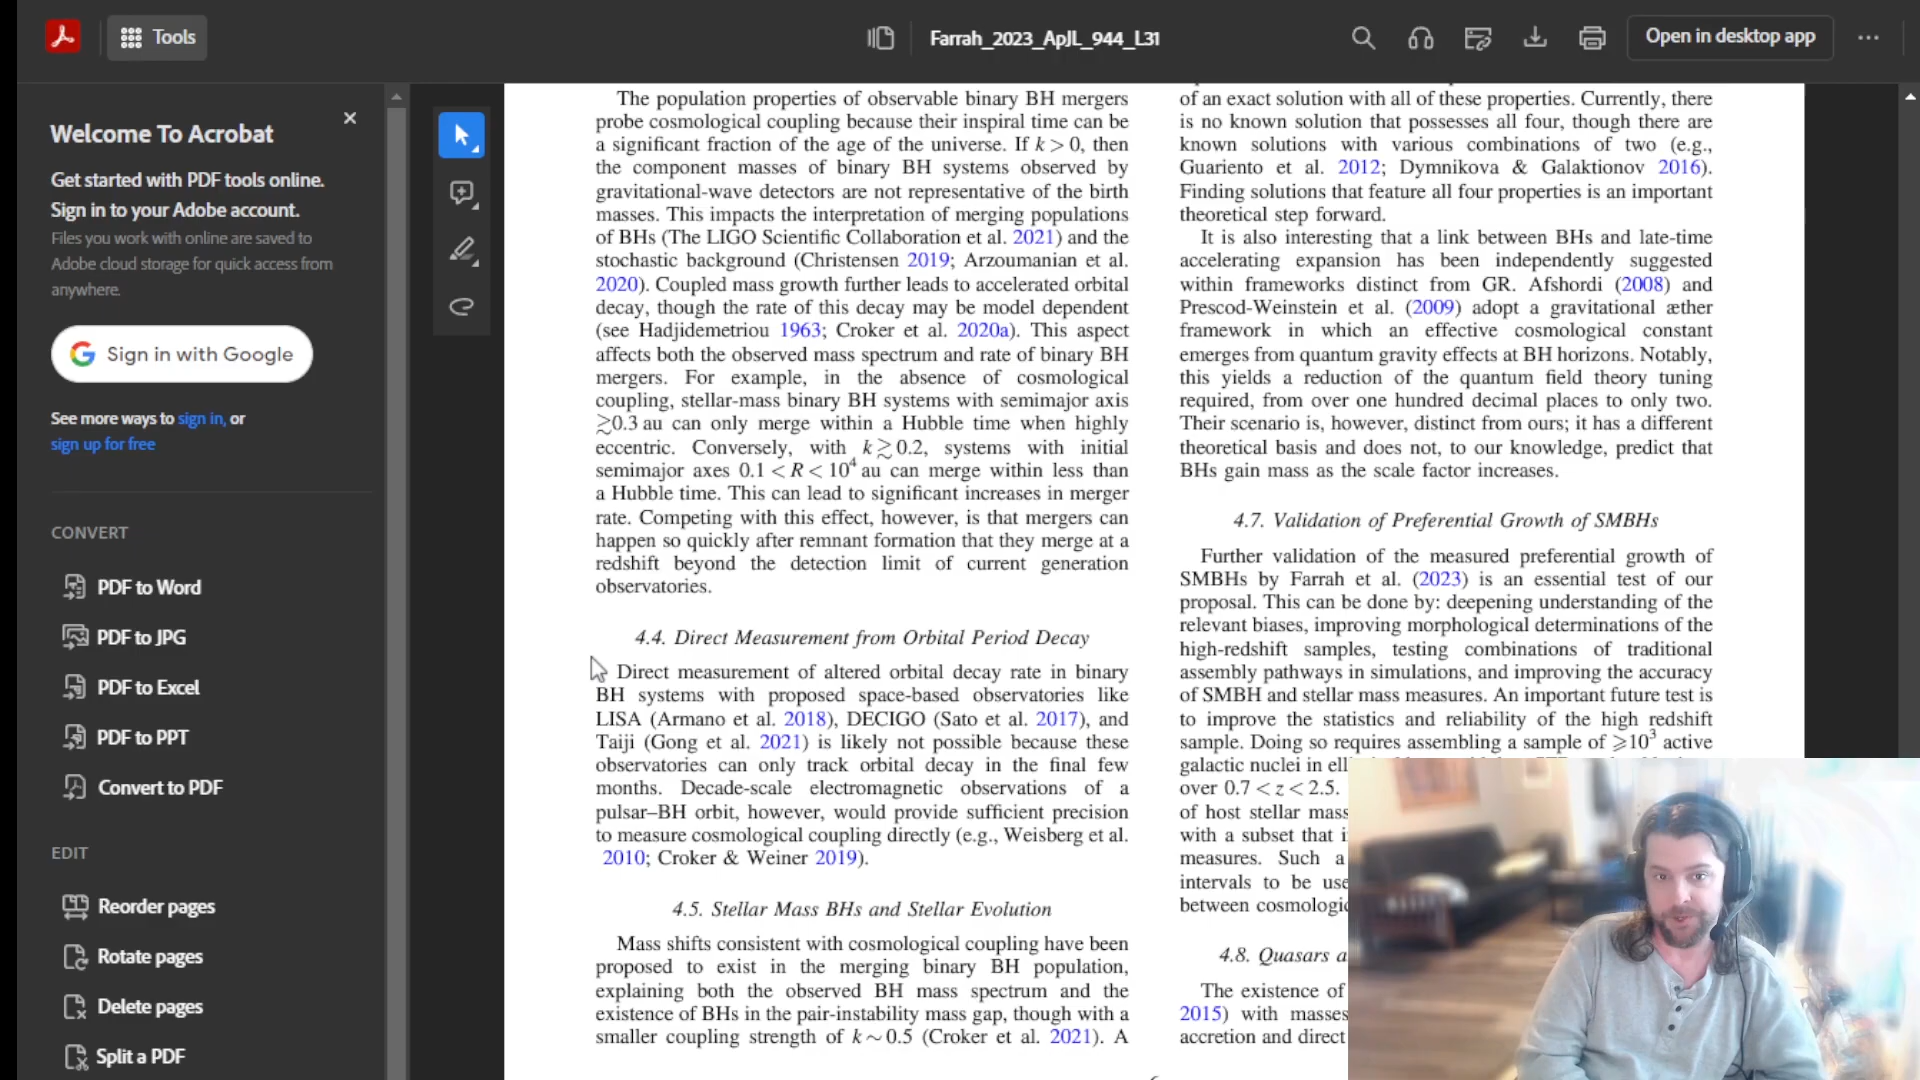 Tools
Farrah_2023_ApJL_944_L31
Open in desktop app
Welcome To Acrobat
Get started with PDF tools online.
Sign in to your Adobe account.
Files you work with online are saved to
Adobe cloud storage for quick access from
anywhere.
Sign in with Google
See more ways to sign in, or
sign up for free
CONVERT
PDF to Word
PDF to JPG
PDF to Excel
PDF to PPT
Convert to PDF
EDIT
Reorder pages
Rotate pages
Delete pages
Split a PDF
The population properties of observable binary BH mergers
probe cosmological coupling because their inspiral time can be
a significant fraction of the age of the universe. If k > 0, then
the component masses of binary BH systems observed by
gravitational-wave detectors are not representative of the birth
masses. This impacts the interpretation of merging populations
of BHs (The LIGO Scientific Collaboration et al. 2021) and the
stochastic background (Christensen 2019; Arzoumanian et al.
2020). Coupled mass growth further leads to accelerated orbital
decay, though the rate of this decay may be model dependent
(see Hadjidemetriou 1963; Croker et al. 2020a). This aspect
affects both the observed mass spectrum and rate of binary BH
mergers. For example, in the absence of cosmological
coupling, stellar-mass binary BH systems with semimajor axis
≳0.3 au can only merge within a Hubble time when highly
eccentric. Conversely, with k ≳ 0.2, systems with initial
semimajor axes 0.1 < R < 10⁴ au can merge within less than
a Hubble time. This can lead to significant increases in merger
rate. Competing with this effect, however, is that mergers can
happen so quickly after remnant formation that they merge at a
redshift beyond the detection limit of current generation
observatories.
4.4. Direct Measurement from Orbital Period Decay
Direct measurement of altered orbital decay rate in binary
BH systems with proposed space-based observatories like
LISA (Armano et al. 2018), DECIGO (Sato et al. 2017), and
Taiji (Gong et al. 2021) is likely not possible because these
observatories can only track orbital decay in the final few
months. Decade-scale electromagnetic observations of a
pulsar–BH orbit, however, would provide sufficient precision
to measure cosmological coupling directly (e.g., Weisberg et al.
2010; Croker & Weiner 2019).
4.5. Stellar Mass BHs and Stellar Evolution
Mass shifts consistent with cosmological coupling have been
proposed to exist in the merging binary BH population,
explaining both the observed BH mass spectrum and the
existence of BHs in the pair-instability mass gap, though with a
smaller coupling strength of k ~ 0.5 (Croker et al. 2021). A
of an exact solution with all of these properties. Currently, there
is no known solution that possesses all four, though there are
known solutions with various combinations of two (e.g.,
Guariento et al. 2012; Dymnikova & Galaktionov 2016).
Finding solutions that feature all four properties is an important
theoretical step forward.
It is also interesting that a link between BHs and late-time
accelerating expansion has been independently suggested
within frameworks distinct from GR. Afshordi (2008) and
Prescod-Weinstein et al. (2009) adopt a gravitational æther
framework in which an effective cosmological constant
emerges from quantum gravity effects at BH horizons. Notably,
this yields a reduction of the quantum field theory tuning
required, from over one hundred decimal places to only two.
Their scenario is, however, distinct from ours; it has a different
theoretical basis and does not, to our knowledge, predict that
BHs gain mass as the scale factor increases.
4.7. Validation of Preferential Growth of SMBHs
Further validation of the measured preferential growth of
SMBHs by Farrah et al. (2023) is an essential test of our
proposal. This can be done by: deepening understanding of the
relevant biases, improving morphological determinations of the
high-redshift samples, testing combinations of traditional
assembly pathways in simulations, and improving the accuracy
of SMBH and stellar mass measures. An important future test is
to improve the statistics and reliability of the high redshift
sample. Doing so requires assembling a sample of ⩾10³ active
galactic nuclei in
over 0.7 < z < 2.5.
of host stellar mass
with a subset that
measures. Such a
intervals to be
between
4.8. Quasars
The existence of
2015) with masses
accretion and direct